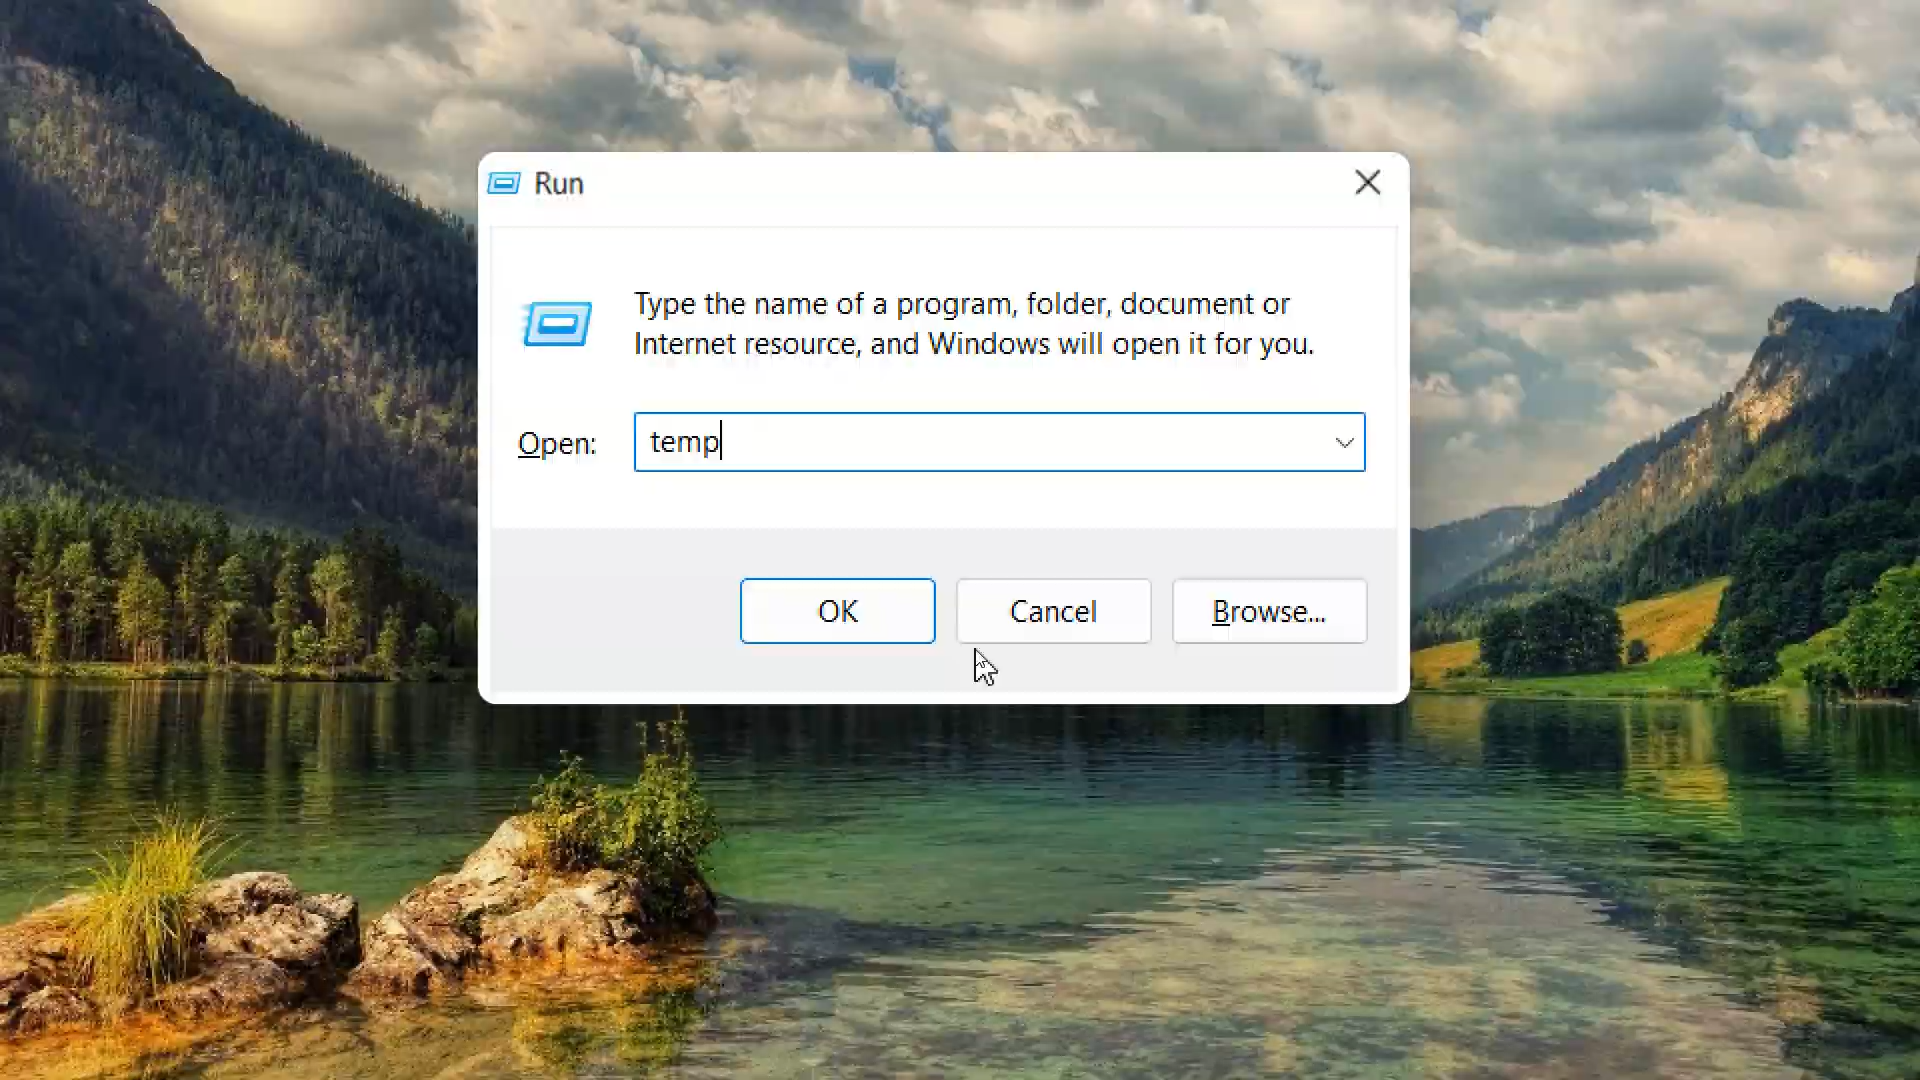 Run
Type the name of a program, folder, document or
Internet resource, and Windows will open it for you.
Open: temp
OK Cancel Browse...